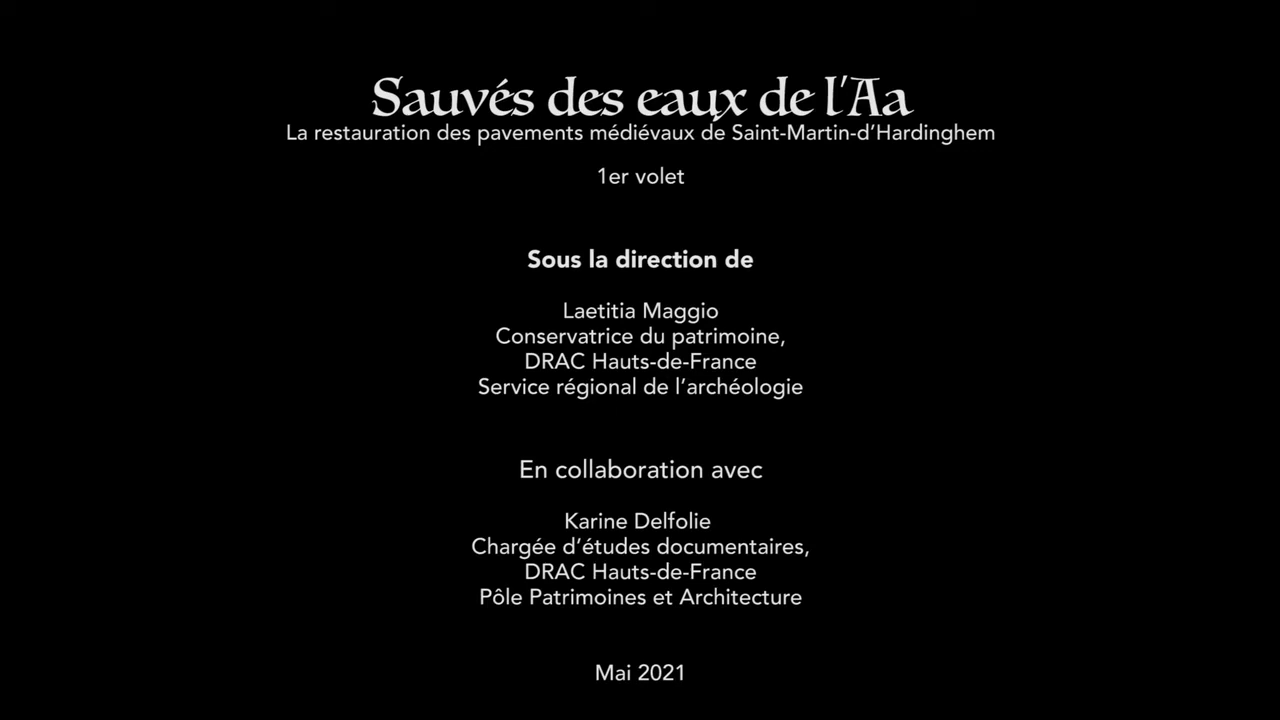 Sauvés des eaux de l'Aa
La restauration des pavements médiévaux de Saint-Martin-d'Hardinghem
1er volet
Sous la direction de
Laetitia Maggio
Conservatrice du patrimoine,
DRAC Hauts-de-France
Service régional de l'archéologie
En collaboration avec
Karine Delfolie
Chargée d'études documentaires,
DRAC Hauts-de-France
Pôle Patrimoines et Architecture
Mai 2021